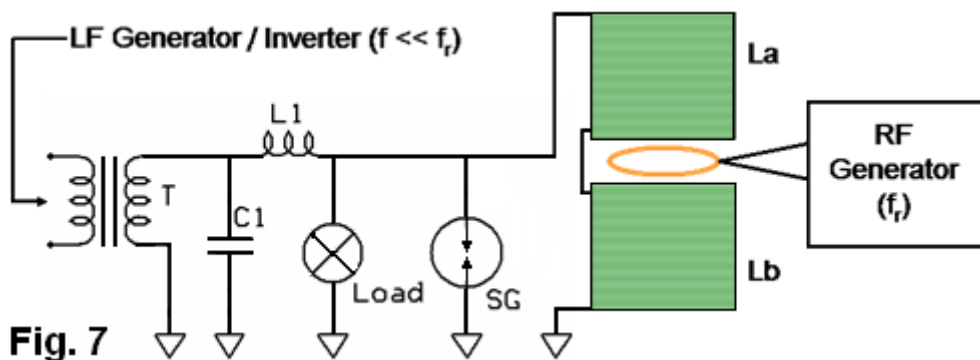 LF Generator / Inverter (f << fr)
L1
La
T
C1
Load
SG
RF
Generator
(fr)
Lb
Fig. 7